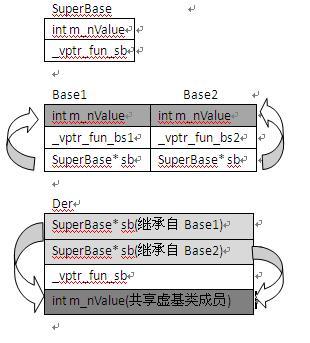 SuperBase
int m_nValue
_vptr_fun_sb
Base1 Base2
int m_nValue int m_nValue
_vptr_fun_bs1 _vptr_fun_bs2
SuperBase* sb SuperBase* sb
Der
SuperBase* sb(继承自 Base1)
SuperBase* sb(继承自 Base2)
_vptr_fun_sb
int m_nValue(共享虚基类成员)